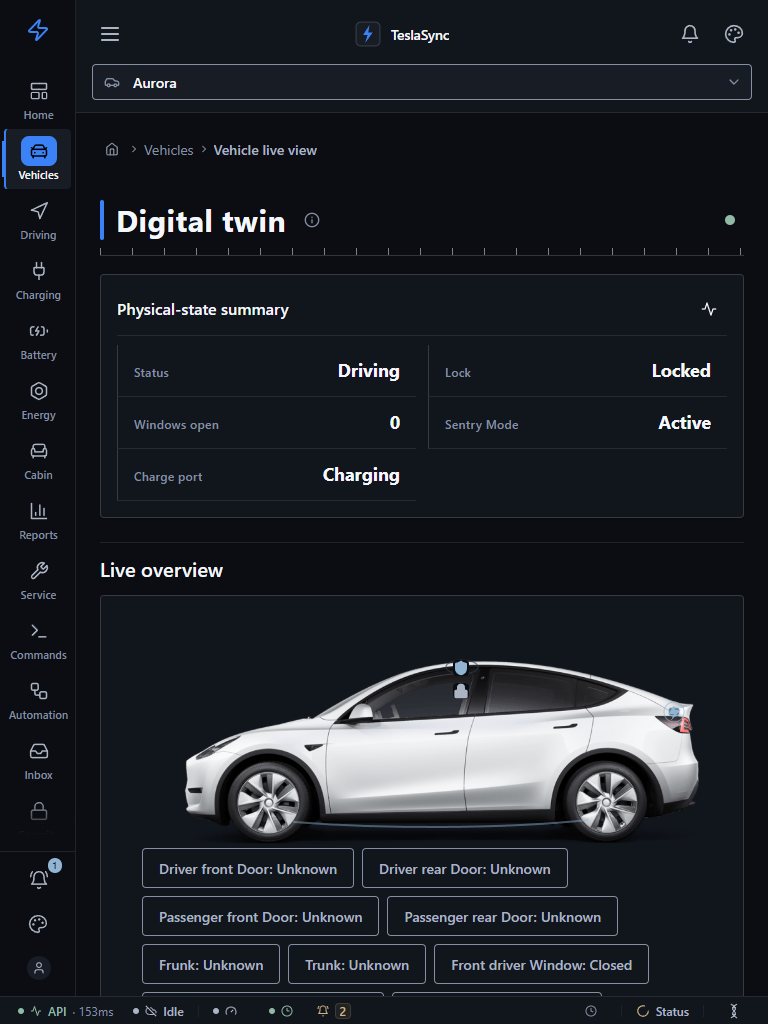 TeslaSync
Aurora
Home
Vehicles
Driving
Charging
Battery
Energy
Cabin
Reports
Service
Commands
Automation
Inbox
1
Vehicles
Vehicle live view
Digital twin
Physical-state summary
Status Driving
Lock Locked
Windows open 0
Sentry Mode Active
Charge port Charging
Live overview
Driver front Door: Unknown
Driver rear Door: Unknown
Passenger front Door: Unknown
Passenger rear Door: Unknown
Frunk: Unknown
Trunk: Unknown
Front driver Window: Closed
API · 153ms
Idle
2
Status